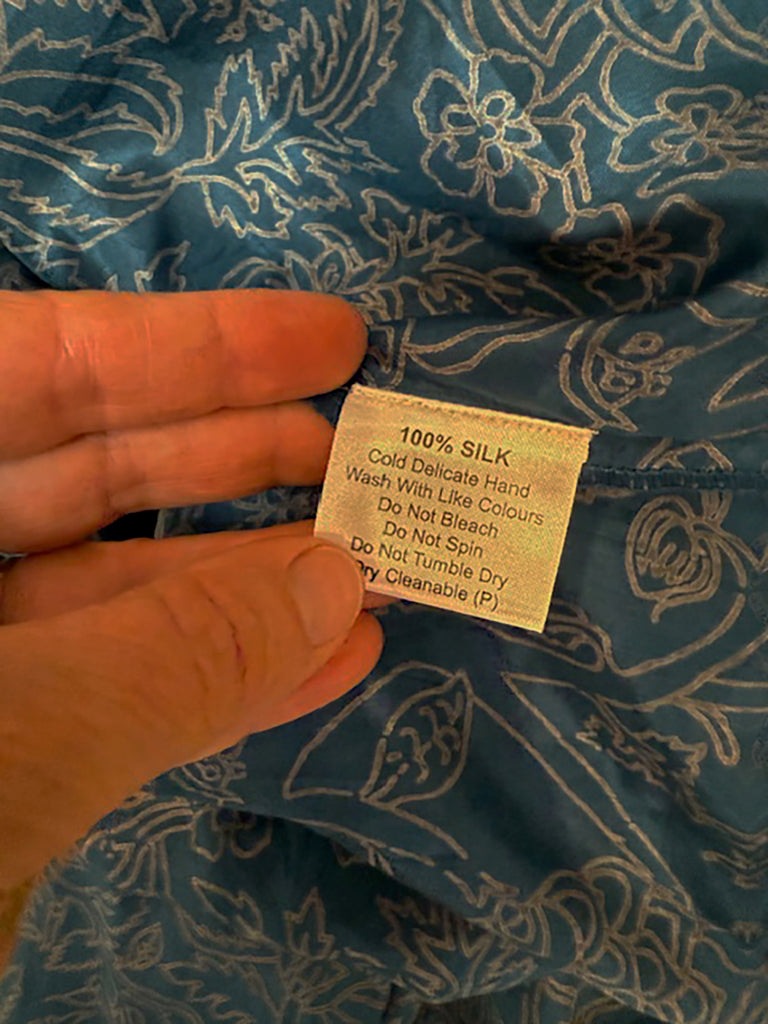 100% SILK
Cold Delicate Hand
Wash With Like Colours
Do Not Bleach
Do Not Spin
Do Not Tumble Dry
Dry Cleanable (P)